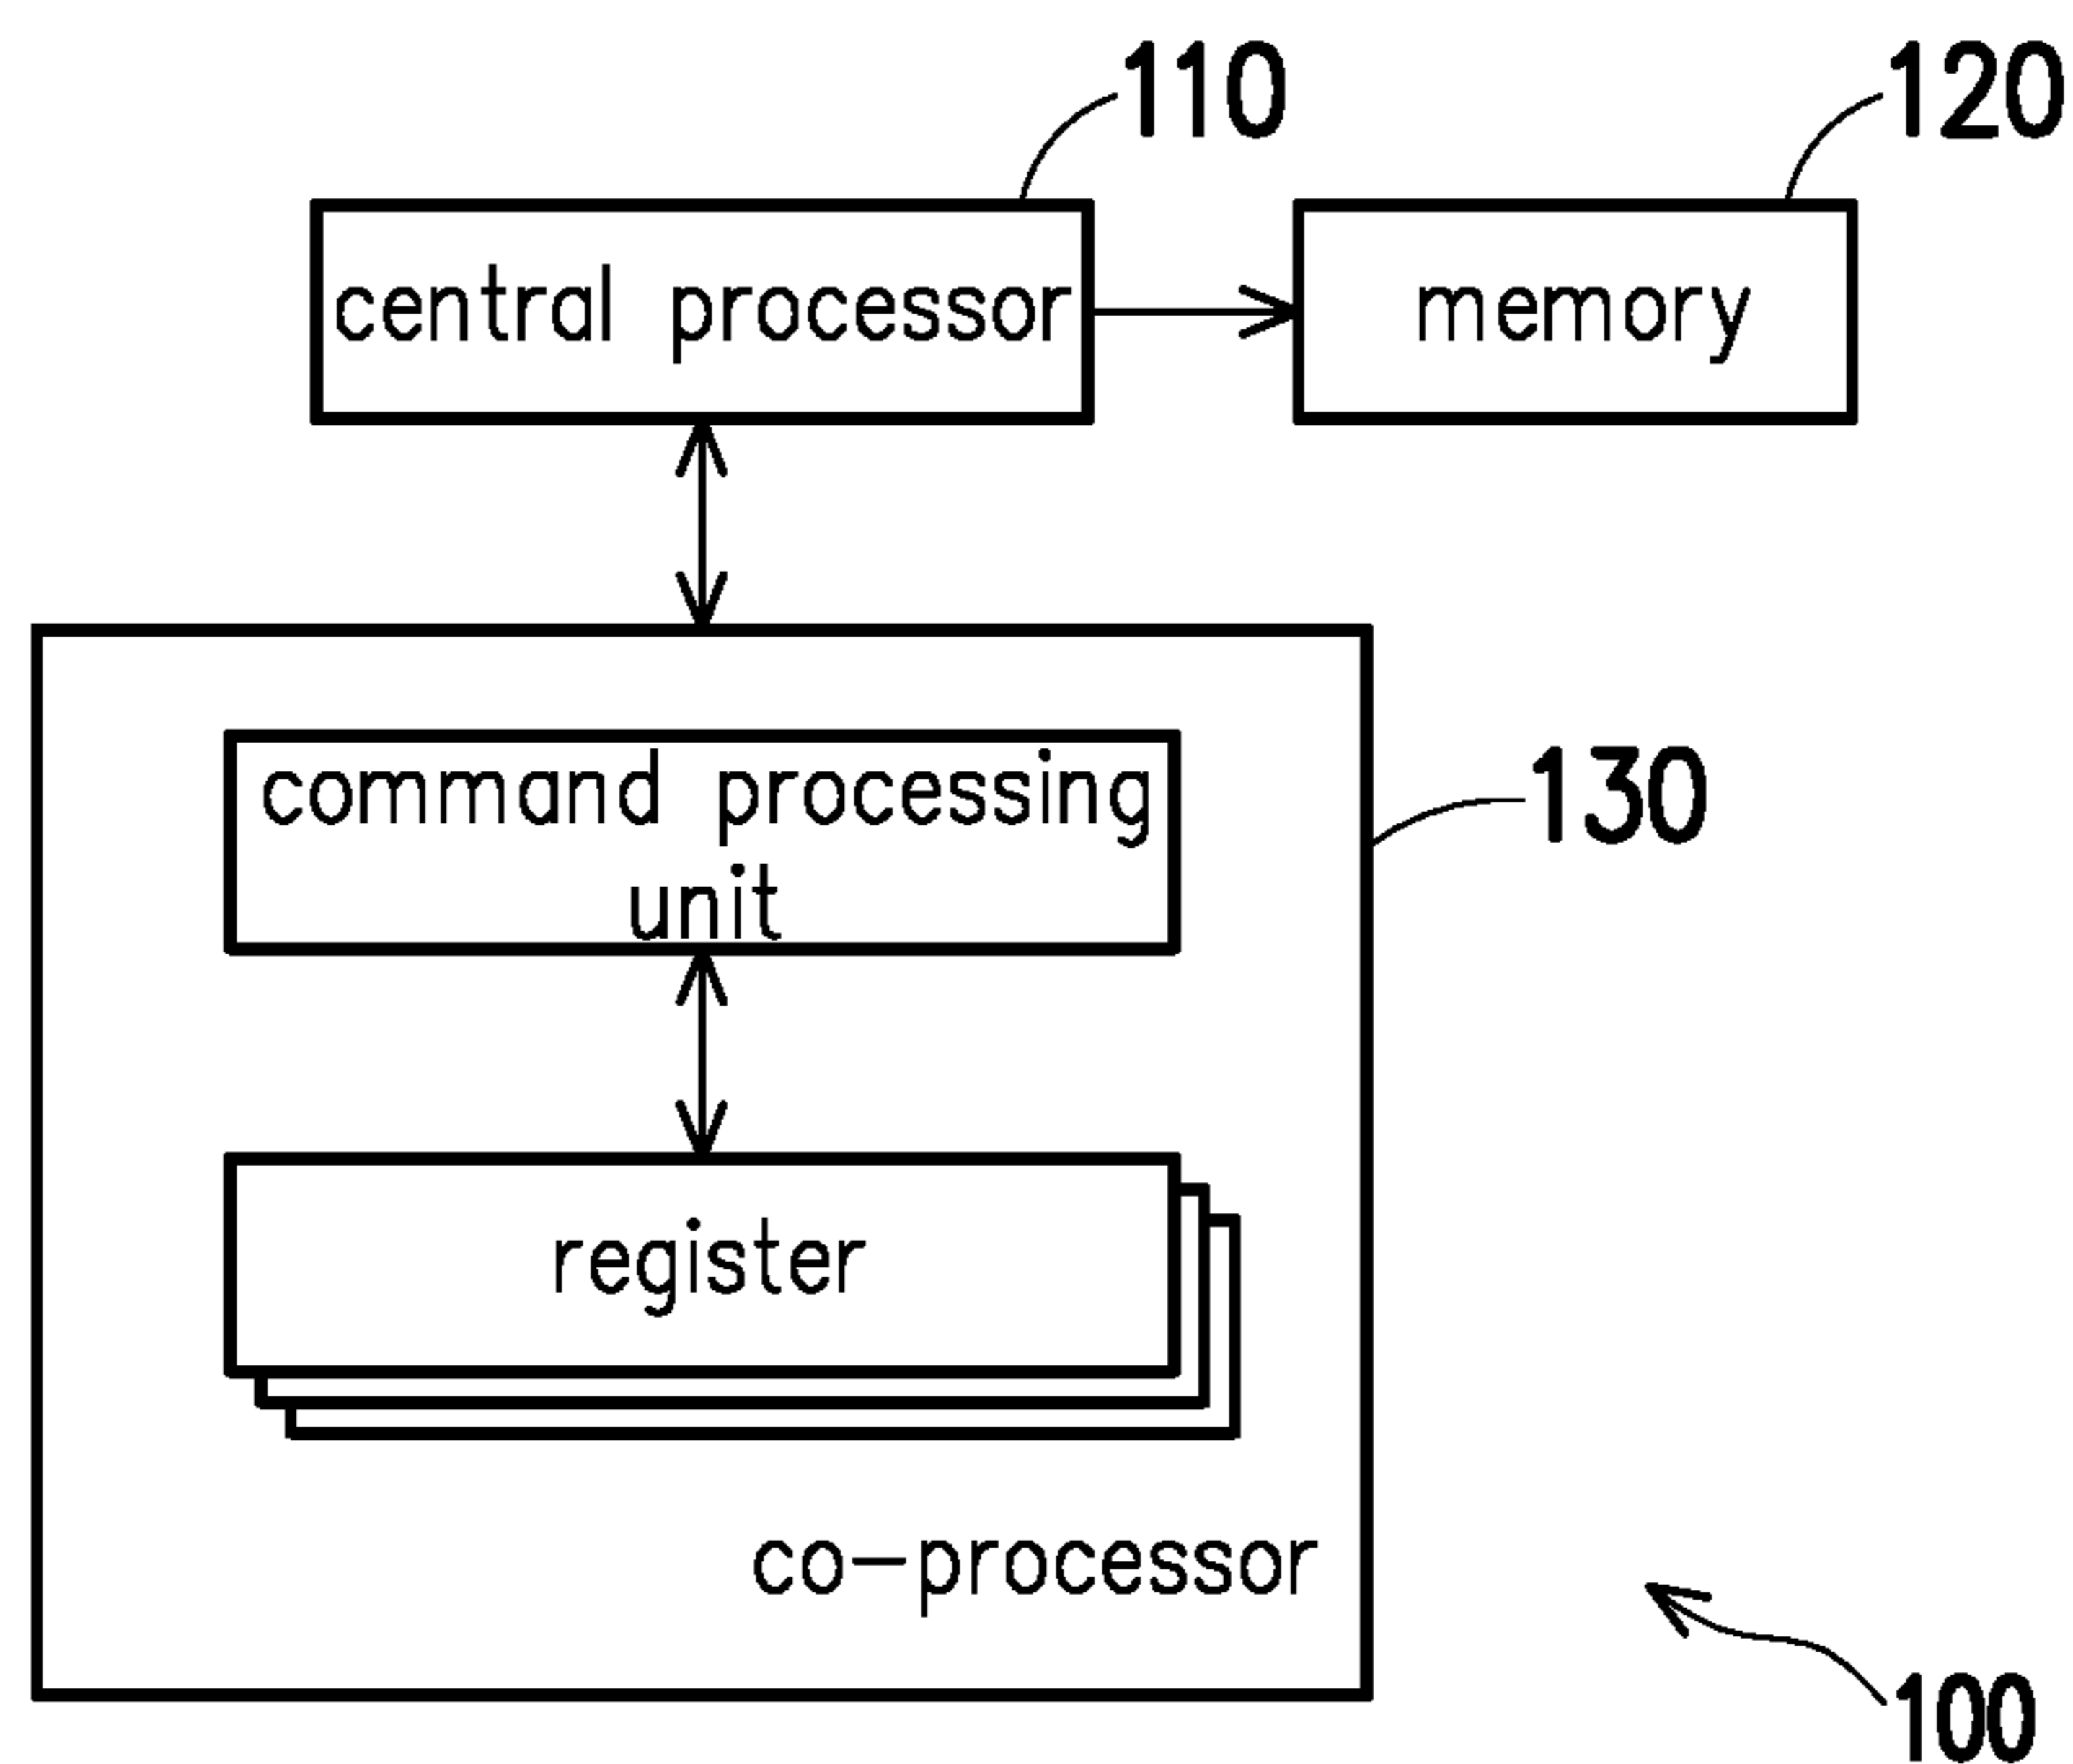 110
120
central processor
memory
command processing
unit
130
register
co-processor
100